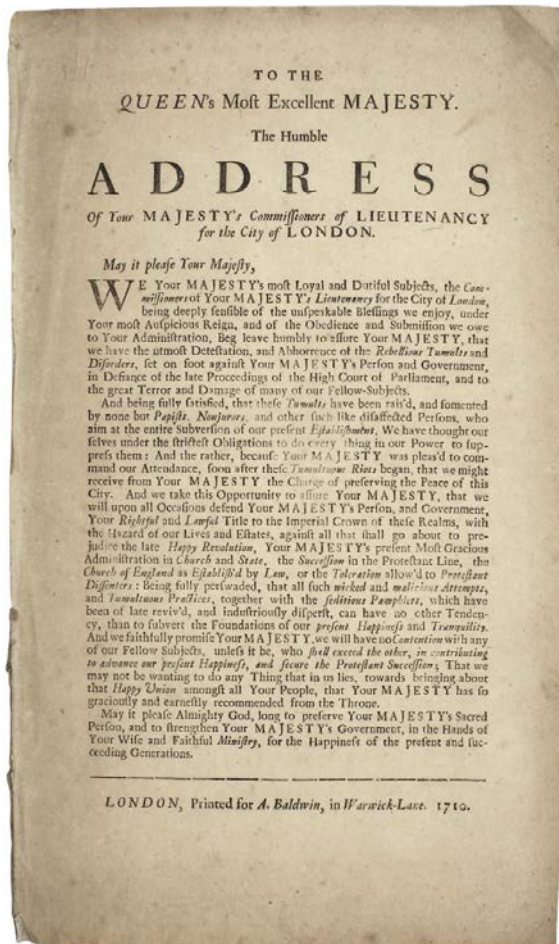 TO THE
QUEEN's Moſt Excellent MAJESTY.
The Humble
ADDRESS
Of Your MAJESTY's Commiſſioners of LIEUTENANCY
for the City of LONDON.
May it pleaſe Your Majeſty,
WE Your MAJESTY's moſt Loyal and Dutiful Subjects, the Com-
miſſioners of Your MAJESTY's Lieutenancy for the City of London,
being deeply ſenſible of the unſpeakable Bleſſings we enjoy, under
Your moſt Auſpicious Reign, and of the Obedience and Submiſſion we owe
to Your Adminiſtration, Beg leave humbly to aſſure Your MAJESTY, that
we have the utmoſt Deteſtation, and Abhorrence of the Rebellious Tumults and
Diſorders, ſet on foot againſt Your MAJESTY's Perſon and Government,
in Defiance of the late Proceedings of the High Court of Parliament, and to
the great Terror and Damage of many of our Fellow-Subjects.
And being fully ſatisfied, that theſe Tumults have been rais'd, and fomented
by none but Papiſts, Nonjurors, and other ſuch like diſaffected Perſons, who
aim at the entire Subverſion of our preſent Eſtabliſhment, We have thought our
ſelves under the ſtricteſt Obligations to do every thing in our Power to ſup-
preſs them : And the rather, becauſe Your MAJESTY was pleas'd to com-
mand our Attendance, ſoon after theſe Tumultuous Riots began, that we might
receive from Your MAJESTY the Charge of preſerving the Peace of this
City. And we take this Opportunity to aſſure Your MAJESTY, that we
will upon all Occaſions defend Your MAJESTY's Perſon, and Government,
Your Rightful and Lawful Title to the Imperial Crown of theſe Realms, with
the Hazard of our Lives and Eſtates, againſt all that ſhall go about to pre-
judice the late Happy Revolution, Your MAJESTY's preſent Moſt Gracious
Adminiſtration in Church and State, the Succeſſion in the Proteſtant Line, the
Church of England as Eſtabliſh'd by Law, or the Toleration allow'd to Proteſtant
Diſſenters : Being fully perſwaded, that all ſuch wicked and malicious Attempts,
and Tumultuous Practices, together with the ſeditious Pamphlets, which have
been of late reviv'd, and induſtriouſly diſperſt, can have no other Tenden-
cy, than to ſubvert the Foundations of our preſent Happineſs and Tranquility.
And we faithfully promiſe Your MAJESTY, we will have no Contention with any
of our Fellow Subjects, unleſs it be, who ſhall exceed the other, in contributing
to advance our preſent Happineſs, and ſecure the Proteſtant Succeſſion; That we
may not be wanting to do any Thing that in us lies, towards bringing about
that Happy Union amongſt all Your People, that Your MAJESTY has ſo
graciouſly and earneſtly recommended from the Throne.
May it pleaſe Almighty God, long to preſerve Your MAJESTY's Sacred
Perſon, and to ſtrengthen Your MAJESTY's Government, in the Hands of
Your Wiſe and Faithful Miniſtry, for the Happineſs of the preſent and ſuc-
ceeding Generations.
LONDON, Printed for A. Baldwin, in Warwick-Lane. 1710.